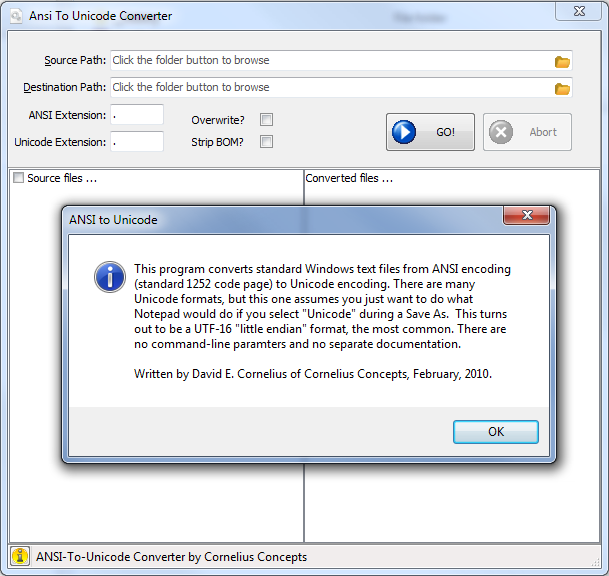 Ansi To Unicode Converter
Source Path: Click the folder button to browse
Destination Path: Click the folder button to browse
ANSI Extension: .
Overwrite?
GO!
Abort
Unicode Extension: .
Strip BOM?
Source files ...
Converted files ...
ANSI to Unicode
This program converts standard Windows text files from ANSI encoding
(standard 1252 code page) to Unicode encoding. There are many
Unicode formats, but this one assumes you just want to do what
Notepad would do if you select "Unicode" during a Save As.  This turns
out to be a UTF-16 "little endian" format, the most common. There are
no command-line paramters and no separate documentation.
Written by David E. Cornelius of Cornelius Concepts, February, 2010.
OK
ANSI-To-Unicode Converter by Cornelius Concepts